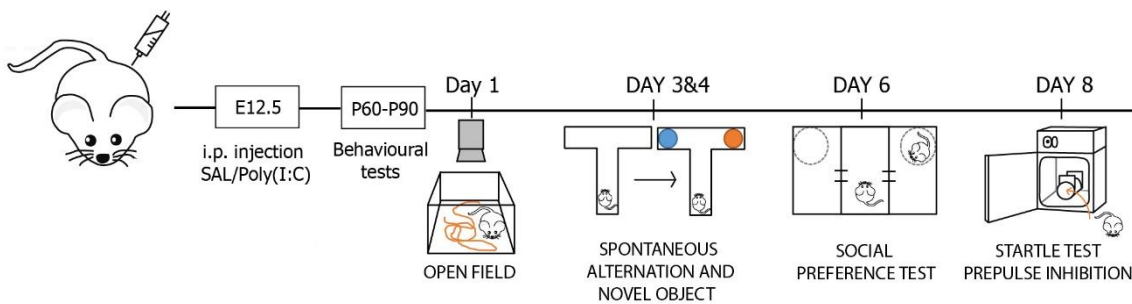 E12.5
i.p. injection
SAL/Poly(I:C)
P60-P90
Behavioural
tests
Day 1
OPEN FIELD
DAY 3&4
SPONTANEOUS
ALTERNATION AND
NOVEL OBJECT
DAY 6
SOCIAL
PREFERENCE TEST
DAY 8
STARTLE TEST
PREPULSE INHIBITION